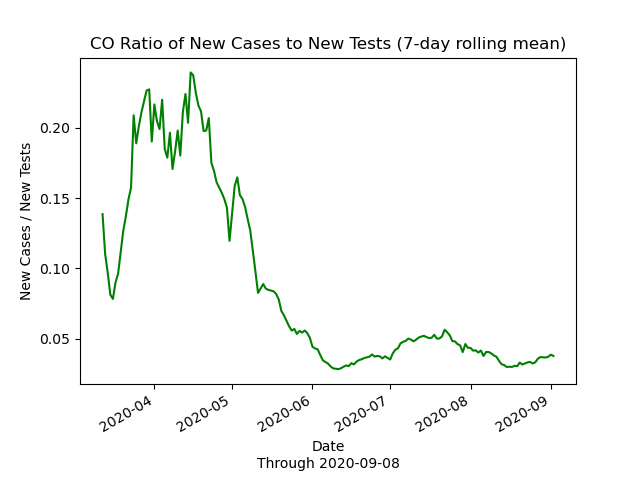 CO Ratio of New Cases to New Tests (7-day rolling mean)
New Cases / New Tests
0.20
0.15
0.10
0.05
2020-04
2020-05
2020-06
2020-07
2020-08
2020-09
Date
Through 2020-09-08